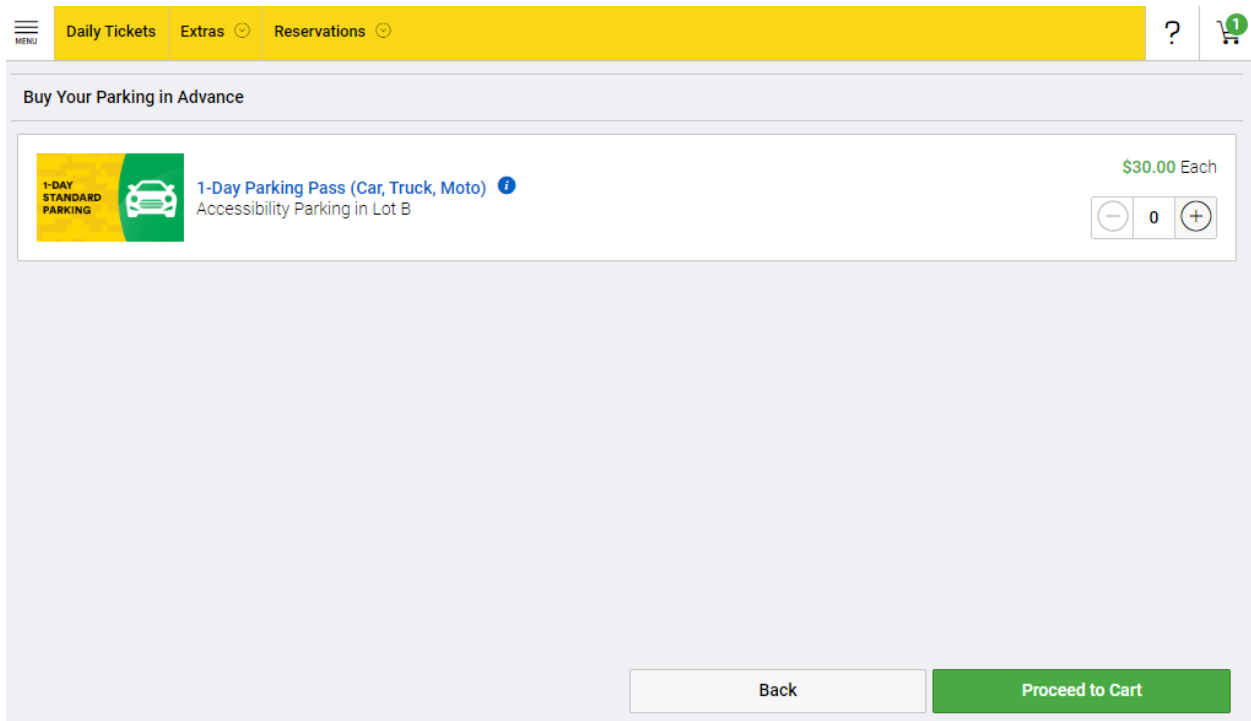 MENU
Daily Tickets
Extras
Reservations
?
1
Buy Your Parking in Advance
1-DAY
STANDARD
PARKING
1-Day Parking Pass (Car, Truck, Moto) i
Accessibility Parking in Lot B
$30.00 Each
0
Back
Proceed to Cart